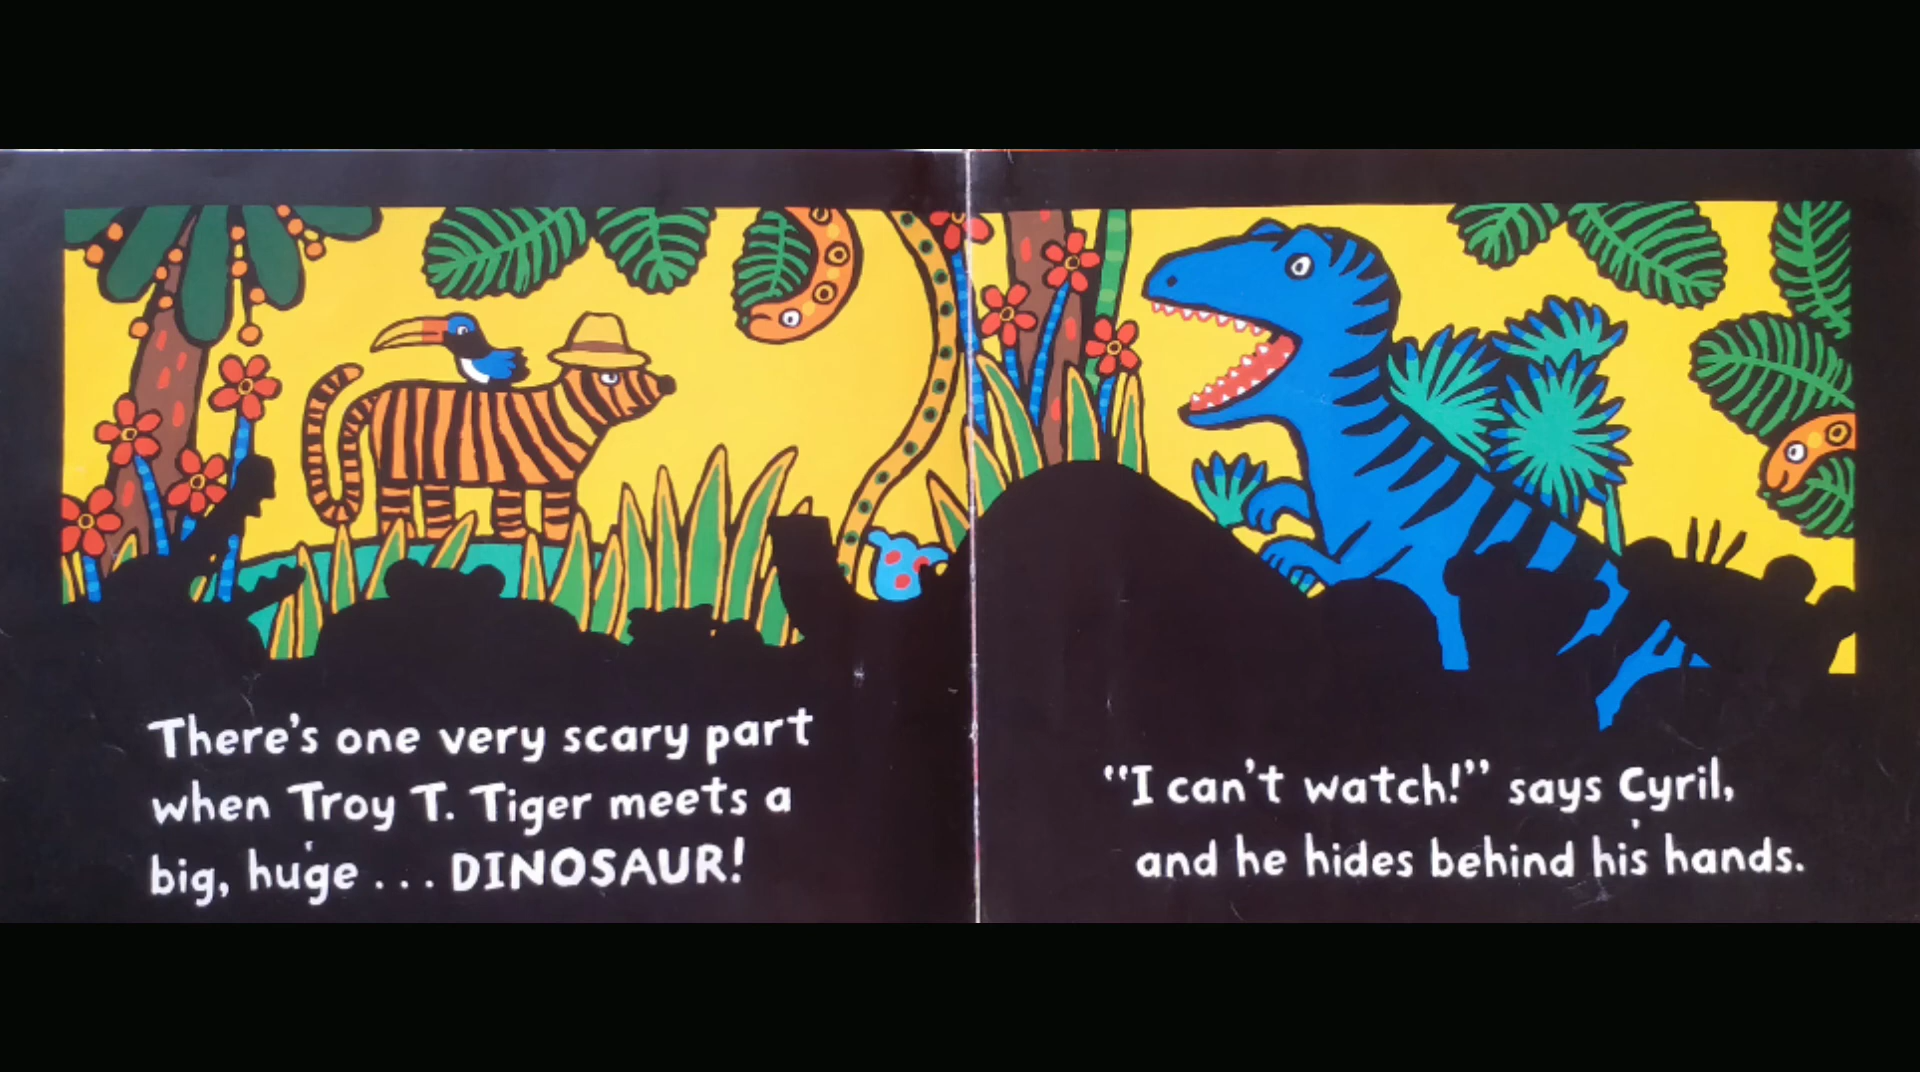 There's one very scary part
when Troy T. Tiger meets a
big, huge... DINOSAUR!
"I can't watch!" says Cyril,
and he hides behind his hands.